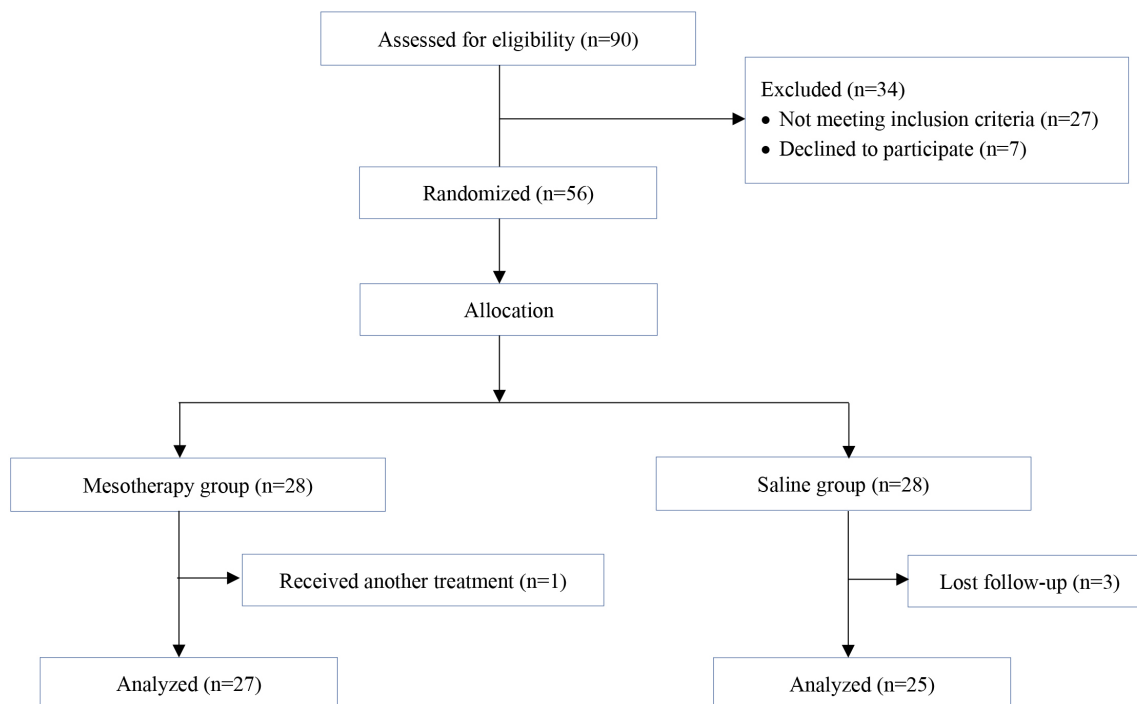 Assessed for eligibility (n=90)
Excluded (n=34)
• Not meeting inclusion criteria (n=27)
• Declined to participate (n=7)
Randomized (n=56)
Allocation
Mesotherapy group (n=28)
Saline group (n=28)
Received another treatment (n=1)
Lost follow-up (n=3)
Analyzed (n=27)
Analyzed (n=25)